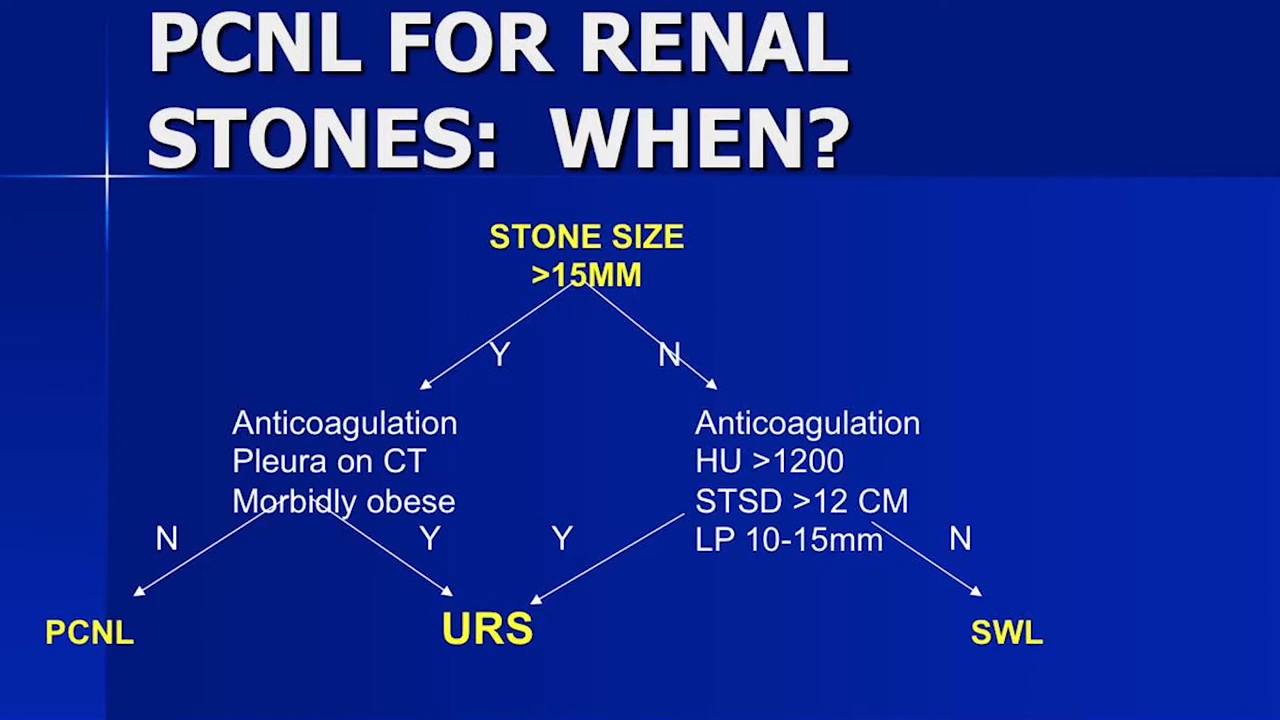 PCNL FOR RENAL
STONES: WHEN?
STONE SIZE
>15MM
Y
N
Anticoagulation
Pleura on CT
Morbidly obese
Anticoagulation
HU >1200
STSD >12 CM
LP 10-15mm
N
Y
Y
N
PCNL
URS
SWL